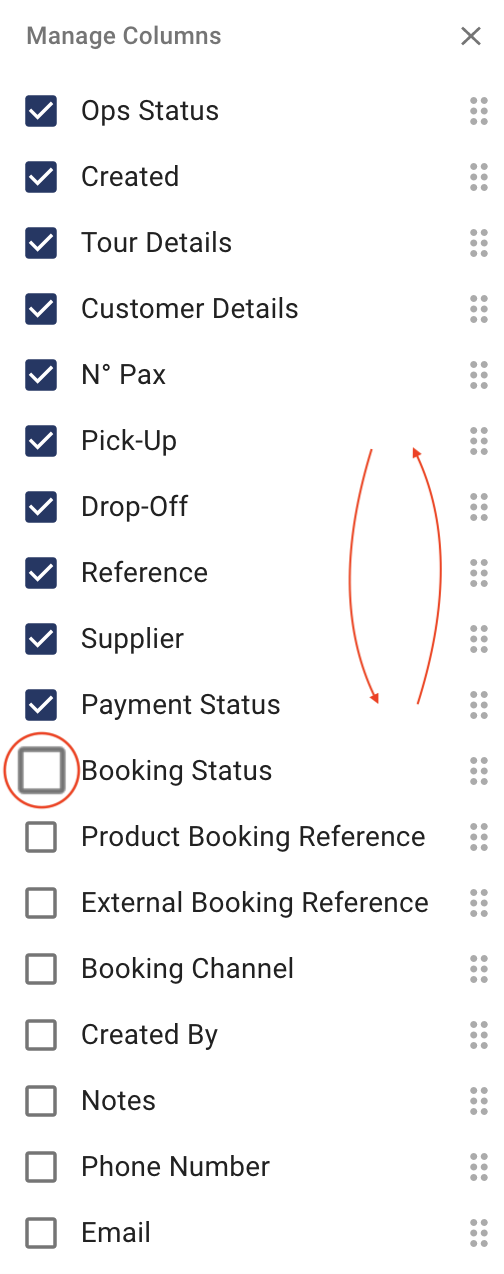 Manage Columns
Ops Status
Created
Tour Details
Customer Details
N° Pax
Pick-Up
Drop-Off
Reference
Supplier
Payment Status
Booking Status
Product Booking Reference
External Booking Reference
Booking Channel
Created By
Notes
Phone Number
Email